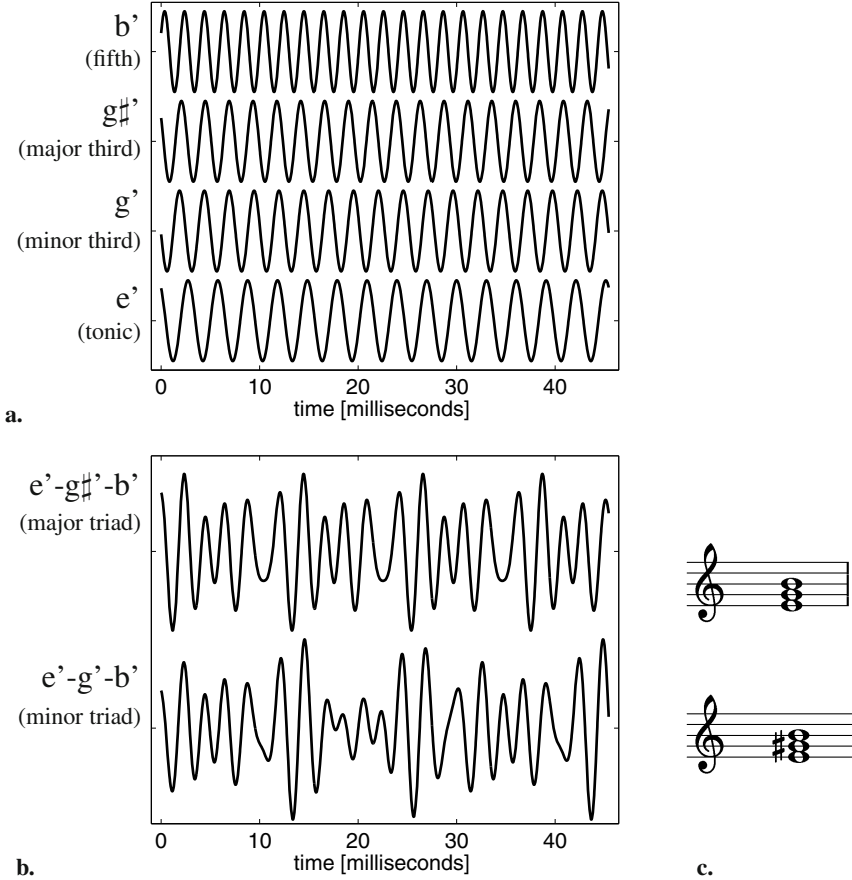 b’
(fifth)
g♯’
(major third)
g’
(minor third)
e’
(tonic)
0 10 20 30 40
time [milliseconds]
a.
e’-g♯’-b’
(major triad)
e’-g’-b’
(minor triad)
0 10 20 30 40
time [milliseconds]
b.
c.